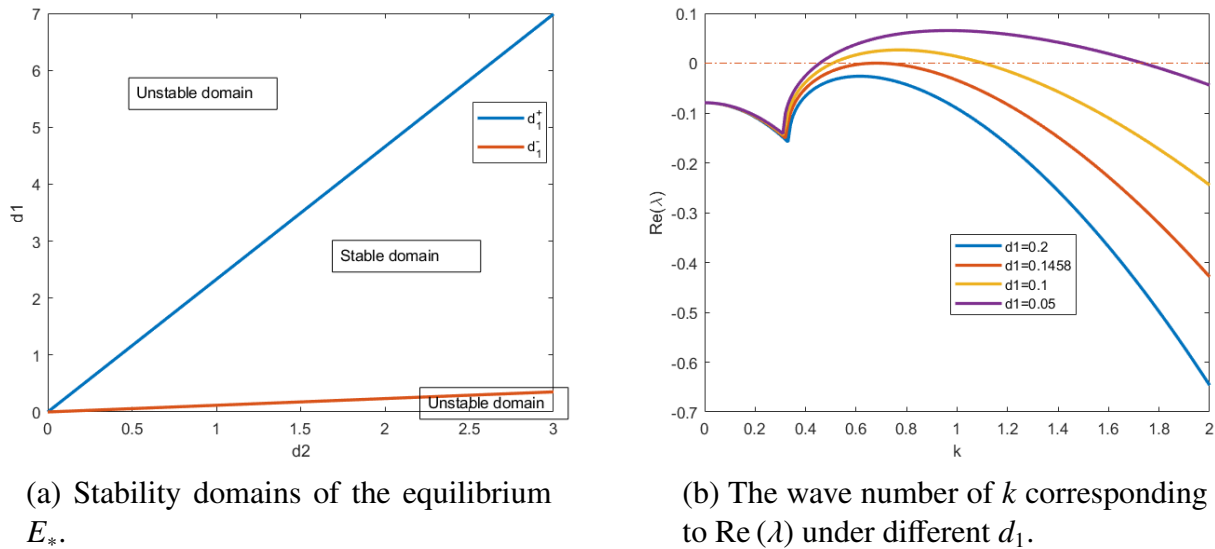 7
6
5
4
3
2
1
0
0
0.5
1
1.5
2
2.5
3
d1
d2
Unstable domain
d₁⁺
d₁⁻
Stable domain
Unstable domain
(a) Stability domains of the equilibrium
E∗.
0.1
0
-0.1
-0.2
-0.3
-0.4
-0.5
-0.6
-0.7
0
0.2
0.4
0.6
0.8
1
1.2
1.4
1.6
1.8
2
Re(λ)
k
d1=0.2
d1=0.1458
d1=0.1
d1=0.05
(b) The wave number of k corresponding
to Re (λ) under different d₁.